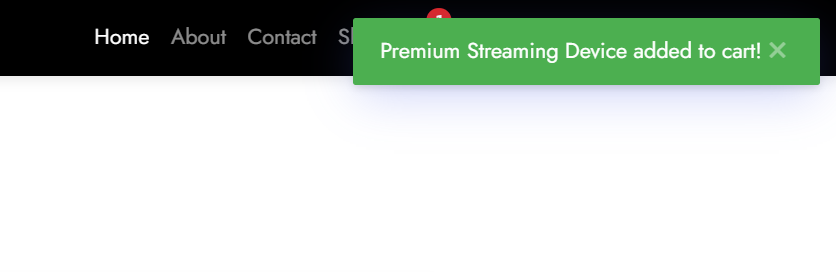 Home About Contact
Premium Streaming Device added to cart! ×